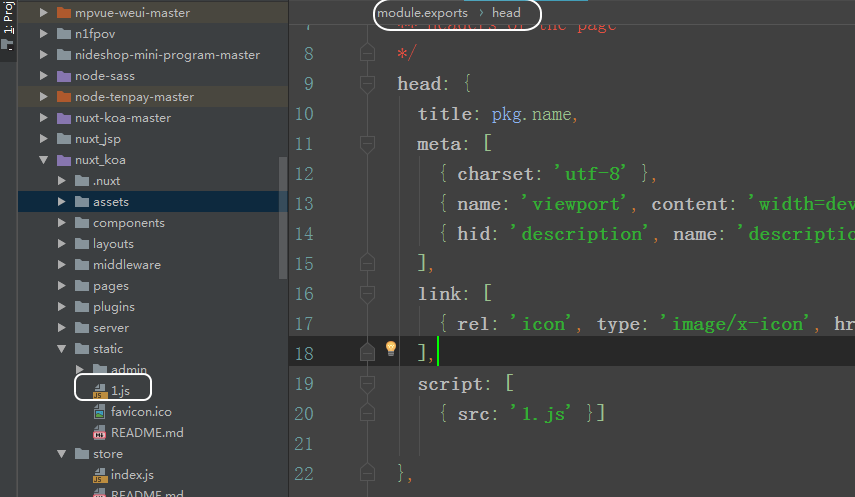 1: Proj
mpvue-weui-master
n1fpov
nideshop-mini-program-master
node-sass
node-tenpay-master
nuxt-koa-master
nuxt_jsp
nuxt_koa
.nuxt
assets
components
layouts
middleware
pages
plugins
server
static
admin
1.js
favicon.ico
README.md
store
index.js
README.md
module.exports › head
7 ** Headers of the page
8 */
9 head: {
10 title: pkg.name,
11 meta: [
12 { charset: 'utf-8' },
13 { name: 'viewport', content: 'width=dev
14 { hid: 'description', name: 'descriptio
15 ],
16 link: [
17 { rel: 'icon', type: 'image/x-icon', hr
18 ],
19 script: [
20 { src: '1.js' }]
21
22 },